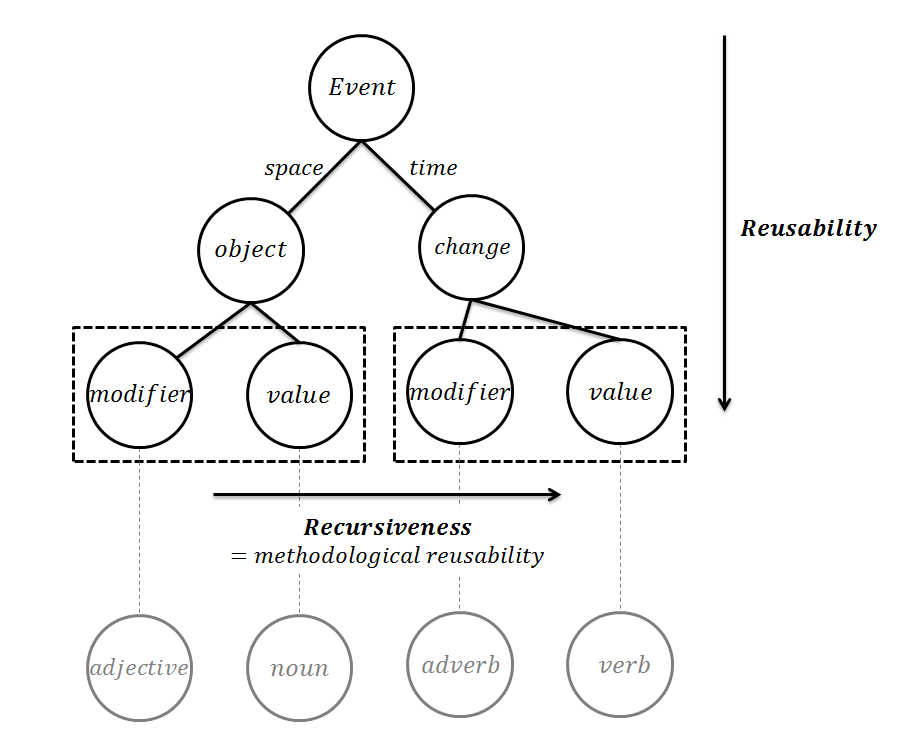 Event
space
time
object
change
Reusability
modifier
value
modifier
value
Recursiveness
= methodological reusability
adjective
noun
adverb
verb